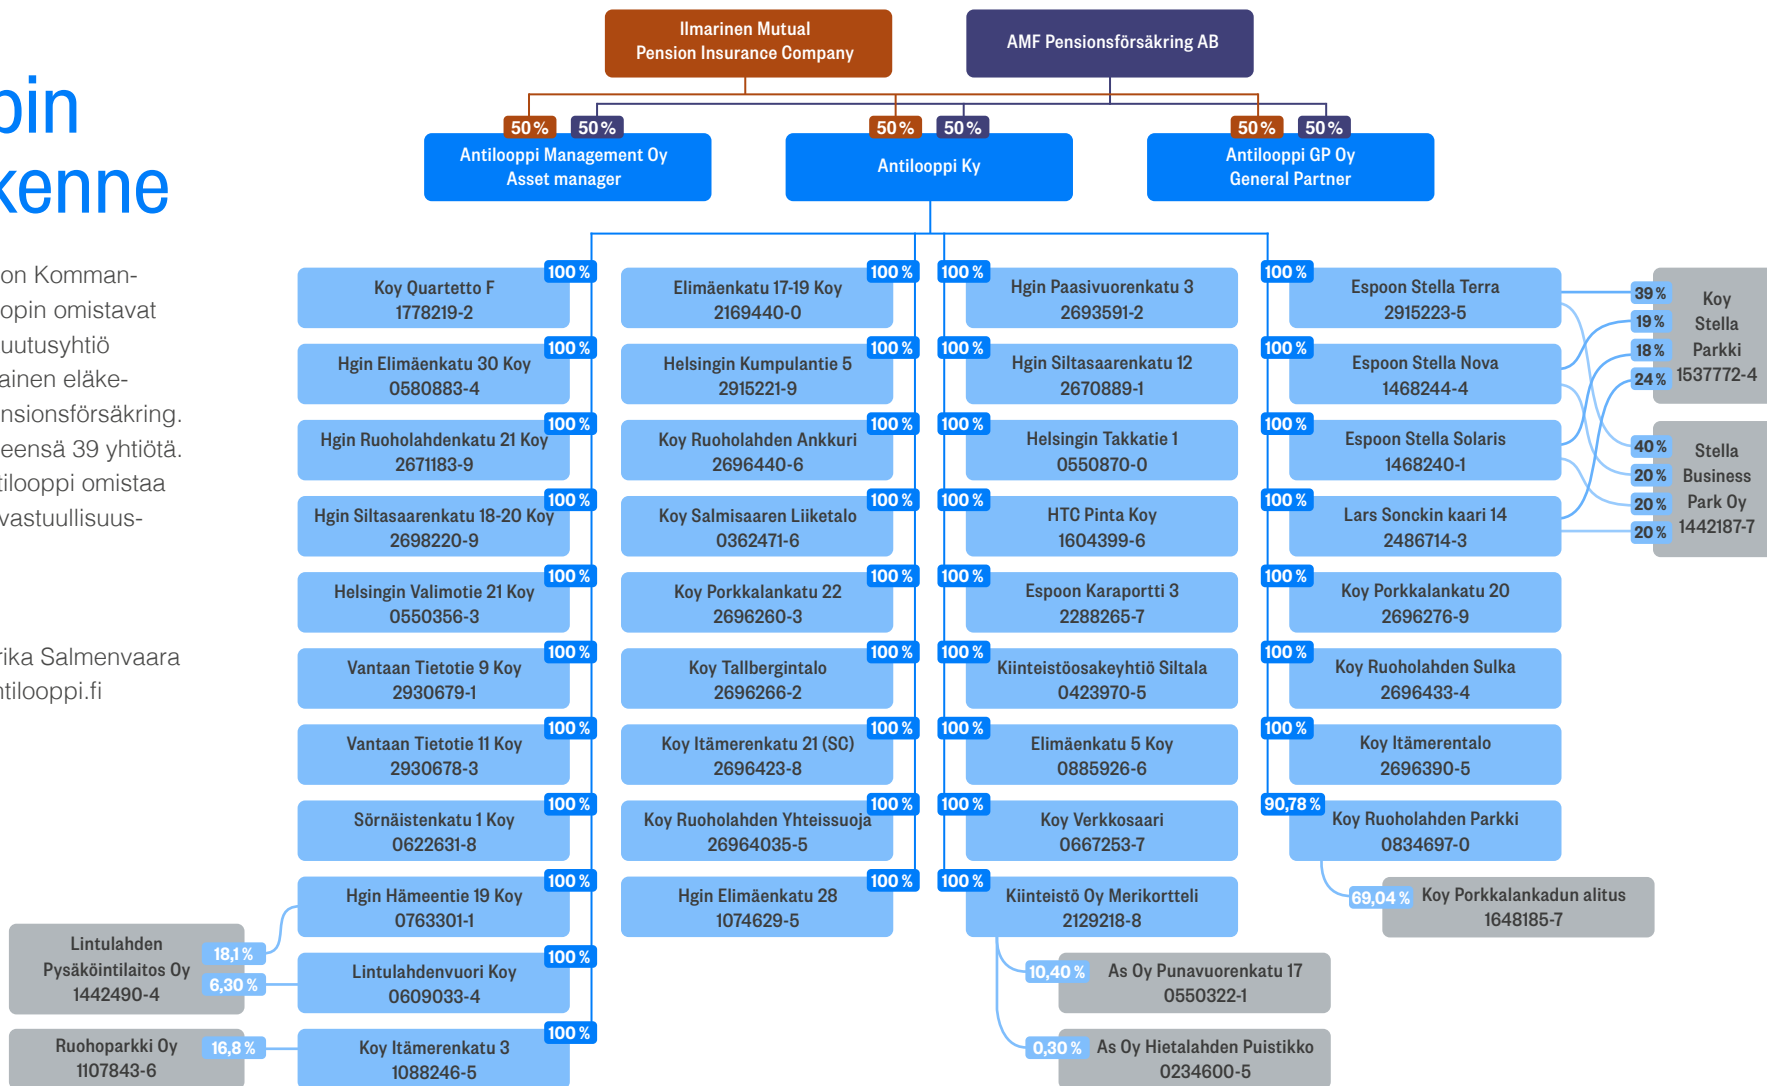 pin
kenne
on Komman-
opin omistavat
uutusyhtiö
ainen eläke-
nsionsförsäkring.
eensä 39 yhtiötä.
tilooppi omistaa
vastuullisuus-
rika Salmenvaara
ntilooppi.fi
Ilmarinen Mutual
Pension Insurance Company
AMF Pensionsförsäkring AB
50 %
50 %
50 %
50 %
50 %
50 %
Antilooppi Management Oy
Asset manager
Antilooppi Ky
Antilooppi GP Oy
General Partner
100 %
Koy Quartetto F
1778219-2
100 %
Hgin Elimäenkatu 30 Koy
0580883-4
100 %
Hgin Ruoholahdenkatu 21 Koy
2671183-9
100 %
Hgin Siltasaarenkatu 18-20 Koy
2698220-9
100 %
Helsingin Valimotie 21 Koy
0550356-3
100 %
Vantaan Tietotie 9 Koy
2930679-1
100 %
Vantaan Tietotie 11 Koy
2930678-3
100 %
Sörnäistenkatu 1 Koy
0622631-8
100 %
Hgin Hämeentie 19 Koy
0763301-1
100 %
Lintulahdenvuori Koy
0609033-4
100 %
Koy Itämerenkatu 3
1088246-5
Lintulahden
Pysäköintilaitos Oy
1442490-4
18,1 %
6,30 %
Ruohoparkki Oy
1107843-6
16,8 %
100 %
Elimäenkatu 17-19 Koy
2169440-0
100 %
Helsingin Kumpulantie 5
2915221-9
100 %
Koy Ruoholahden Ankkuri
2696440-6
100 %
Koy Salmisaaren Liiketalo
0362471-6
100 %
Koy Porkkalankatu 22
2696260-3
100 %
Koy Tallbergintalo
2696266-2
100 %
Koy Itämerenkatu 21 (SC)
2696423-8
100 %
Koy Ruoholahden Yhteissuoja
26964035-5
100 %
Hgin Elimäenkatu 28
1074629-5
100 %
Hgin Paasivuorenkatu 3
2693591-2
100 %
Hgin Siltasaarenkatu 12
2670889-1
100 %
Helsingin Takkatie 1
0550870-0
100 %
HTC Pinta Koy
1604399-6
100 %
Espoon Karaportti 3
2288265-7
100 %
Kiinteistöosakeyhtiö Siltala
0423970-5
100 %
Elimäenkatu 5 Koy
0885926-6
100 %
Koy Verkkosaari
0667253-7
100 %
Kiinteistö Oy Merikortteli
2129218-8
10,40 %
As Oy Punavuorenkatu 17
0550322-1
0,30 %
As Oy Hietalahden Puistikko
0234600-5
100 %
Espoon Stella Terra
2915223-5
100 %
Espoon Stella Nova
1468244-4
100 %
Espoon Stella Solaris
1468240-1
100 %
Lars Sonckin kaari 14
2486714-3
100 %
Koy Porkkalankatu 20
2696276-9
100 %
Koy Ruoholahden Sulka
2696433-4
100 %
Koy Itämerentalo
2696390-5
90,78 %
Koy Ruoholahden Parkki
0834697-0
69,04 %
Koy Porkkalankadun alitus
1648185-7
39 %
19 %
18 %
24 %
Koy
Stella
Parkki
1537772-4
40 %
20 %
20 %
20 %
Stella
Business
Park Oy
1442187-7